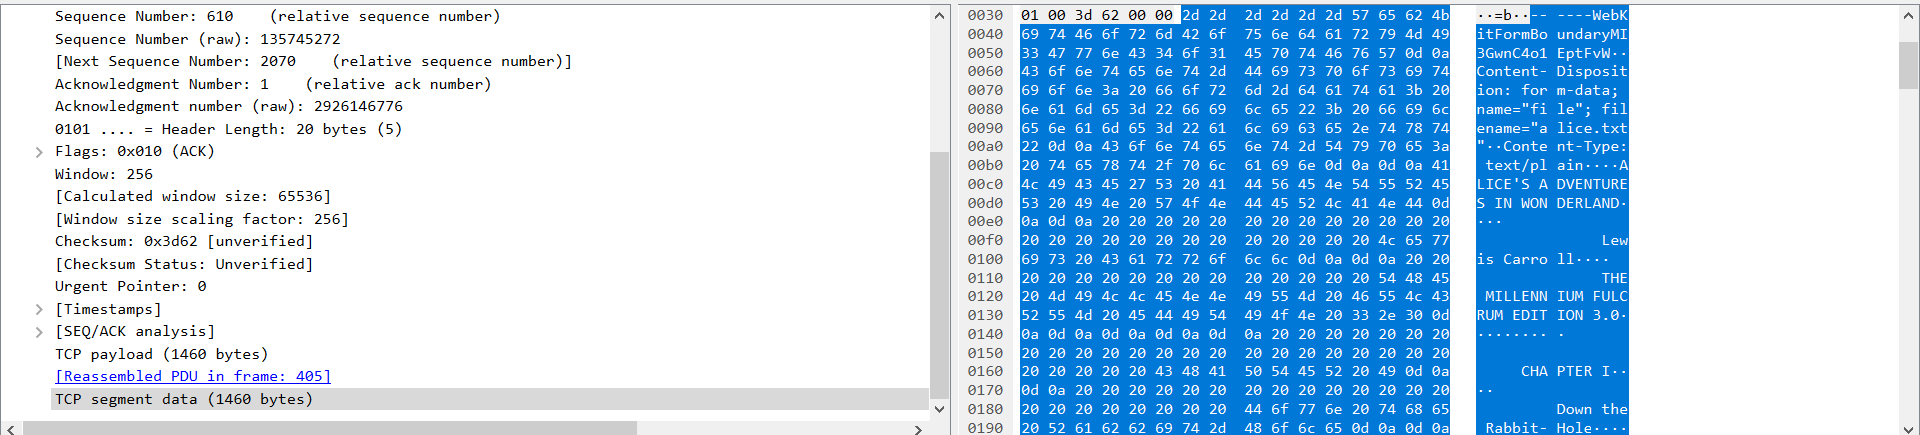 Sequence Number: 610    (relative sequence number)
Sequence Number (raw): 135745272
[Next Sequence Number: 2070    (relative sequence number)]
Acknowledgment Number: 1    (relative ack number)
Acknowledgment number (raw): 2926146776
0101 .... = Header Length: 20 bytes (5)
Flags: 0x010 (ACK)
Window: 256
[Calculated window size: 65536]
[Window size scaling factor: 256]
Checksum: 0x3d62 [unverified]
[Checksum Status: Unverified]
Urgent Pointer: 0
[Timestamps]
[SEQ/ACK analysis]
TCP payload (1460 bytes)
[Reassembled PDU in frame: 405]
TCP segment data (1460 bytes)
0030  01 00 3d 62 00 00 2d 2d  2d 2d 2d 2d 57 65 62 4b  ··=b··-- ----WebK
0040  69 74 46 6f 72 6d 42 6f  75 6e 64 61 72 79 4d 49  itFormBo undaryMI
0050  33 47 77 6e 43 34 6f 31  45 70 74 46 76 57 0d 0a  3GwnC4o1 EptFvW··
0060  43 6f 6e 74 65 6e 74 2d  44 69 73 70 6f 73 69 74  Content- Disposit
0070  69 6f 6e 3a 20 66 6f 72  6d 2d 64 61 74 61 3b 20  ion: for m-data;
0080  6e 61 6d 65 3d 22 66 69  6c 65 22 3b 20 66 69 6c  name="fi le"; fil
0090  65 6e 61 6d 65 3d 22 61  6c 69 63 65 2e 74 78 74  ename="a lice.txt
00a0  22 0d 0a 43 6f 6e 74 65  6e 74 2d 54 79 70 65 3a  "··Conte nt-Type:
00b0  20 74 65 78 74 2f 70 6c  61 69 6e 0d 0a 0d 0a 41   text/pl ain····A
00c0  4c 49 43 45 27 53 20 41  44 56 45 4e 54 55 52 45  LICE'S A DVENTURE
00d0  53 20 49 4e 20 57 4f 4e  44 45 52 4c 41 4e 44 0d  S IN WON DERLAND·
00e0  0a 0d 0a 20 20 20 20 20  20 20 20 20 20 20 20 20  ···
00f0  20 20 20 20 20 20 20 20  20 20 20 20 20 4c 65 77  Lew
0100  69 73 20 43 61 72 72 6f  6c 6c 0d 0a 0d 0a 20 20  is Carro ll····
0110  20 20 20 20 20 20 20 20  20 20 20 20 20 54 48 45  THE
0120  20 4d 49 4c 4c 45 4e 4e  49 55 4d 20 46 55 4c 43   MILLENN IUM FULC
0130  52 55 4d 20 45 44 49 54  49 4f 4e 20 33 2e 30 0d  RUM EDIT ION 3.0·
0140  0a 0d 0a 0d 0a 0d 0a 0d  0a 20 20 20 20 20 20 20  ········ ·
0150  20 20 20 20 20 20 20 20  20 20 20 20 20 20 20 20
0160  20 20 20 20 20 43 48 41  50 54 45 52 20 49 0d 0a  CHA PTER I··
0170  0d 0a 20 20 20 20 20 20  20 20 20 20 20 20 20 20  ··
0180  20 20 20 20 20 20 20 20  44 6f 77 6e 20 74 68 65  Down the
0190  20 52 61 62 62 69 74 2d  48 6f 6c 65 0d 0a 0d 0a   Rabbit- Hole····